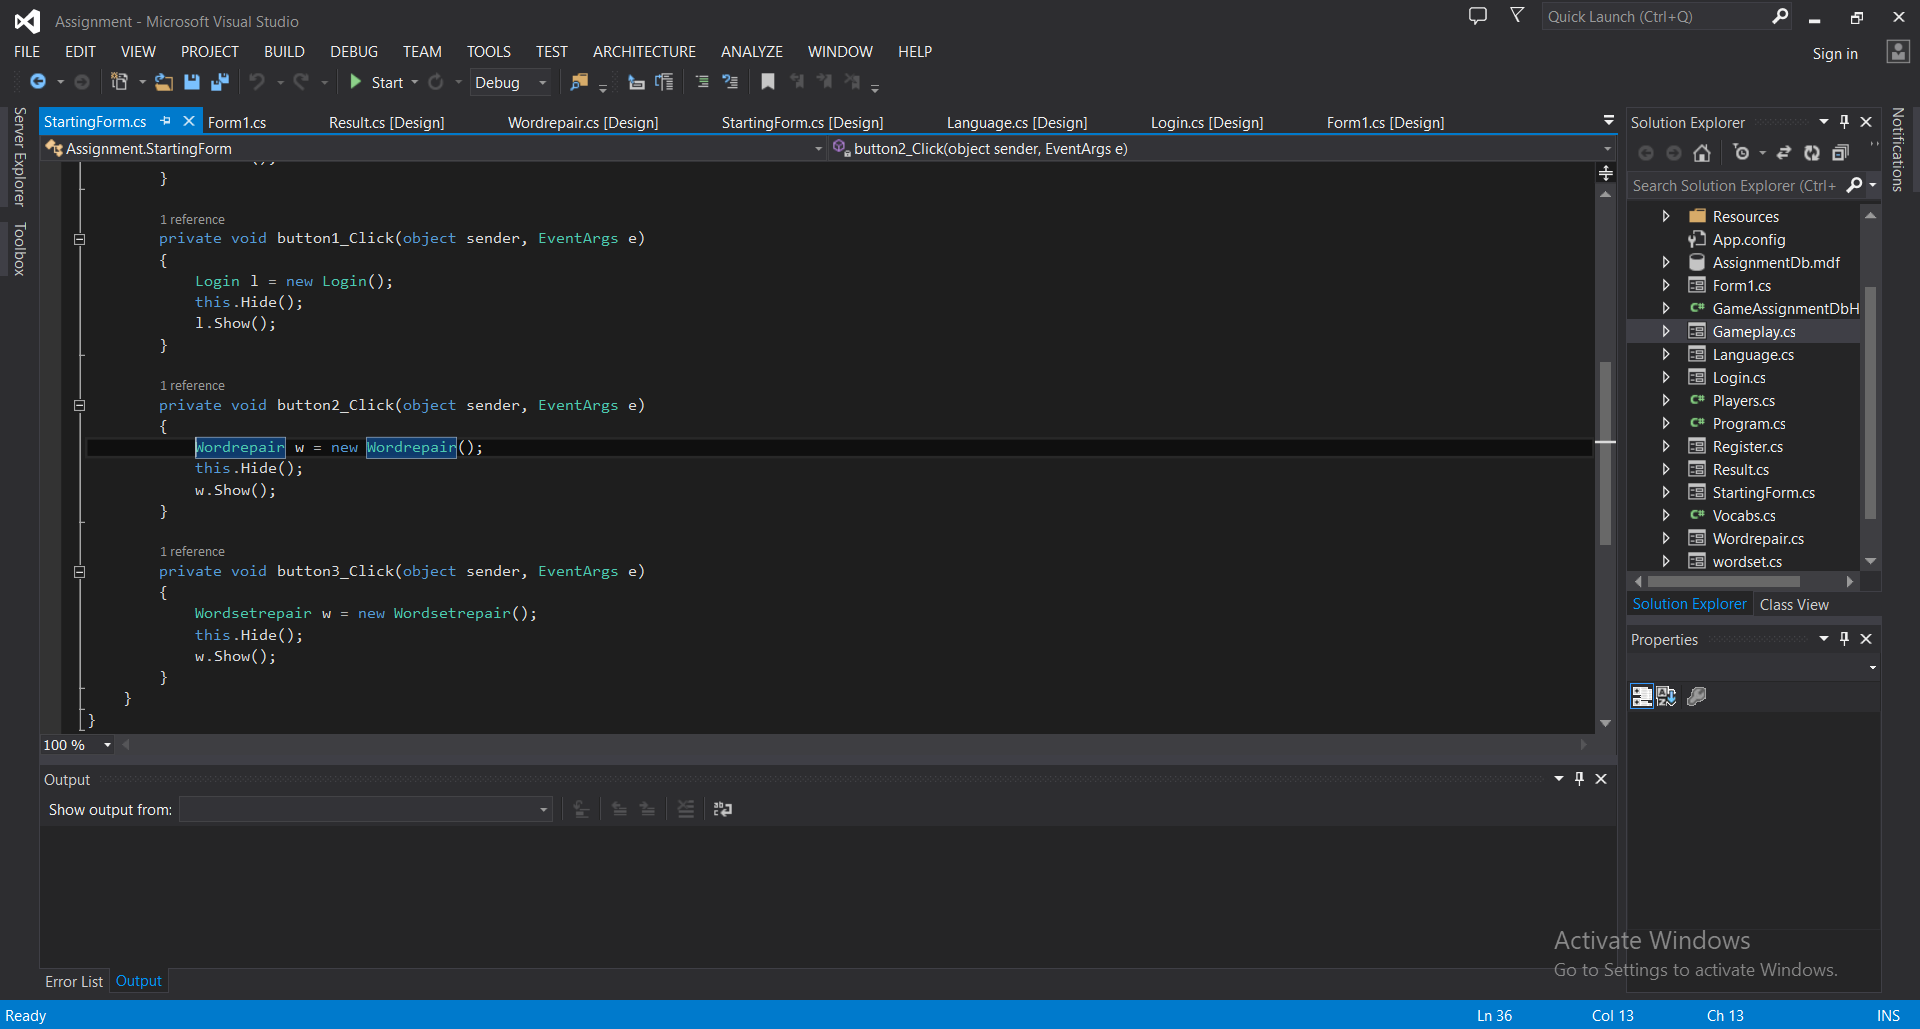 Assignment - Microsoft Visual Studio
Quick Launch (Ctrl+Q)
FILE EDIT VIEW PROJECT BUILD DEBUG TEAM TOOLS TEST ARCHITECTURE ANALYZE WINDOW HELP
Sign in
Start Debug
Server Explorer
Toolbox
StartingForm.cs Form1.cs Result.cs [Design] Wordrepair.cs [Design] StartingForm.cs [Design] Language.cs [Design] Login.cs [Design] Form1.cs [Design]
Assignment.StartingForm button2_Click(object sender, EventArgs e)
}
1 reference
private void button1_Click(object sender, EventArgs e)
{
Login l = new Login();
this.Hide();
l.Show();
}
1 reference
private void button2_Click(object sender, EventArgs e)
{
Wordrepair w = new Wordrepair();
this.Hide();
w.Show();
}
1 reference
private void button3_Click(object sender, EventArgs e)
{
Wordsetrepair w = new Wordsetrepair();
this.Hide();
w.Show();
}
}
}
100 %
Output
Show output from:
Error List Output
Solution Explorer
Search Solution Explorer (Ctrl+
Resources
App.config
AssignmentDb.mdf
Form1.cs
GameAssignmentDbH
Gameplay.cs
Language.cs
Login.cs
Players.cs
Program.cs
Register.cs
Result.cs
StartingForm.cs
Vocabs.cs
Wordrepair.cs
wordset.cs
Solution Explorer Class View
Properties
Notifications
Activate Windows
Go to Settings to activate Windows.
Ready Ln 36 Col 13 Ch 13 INS